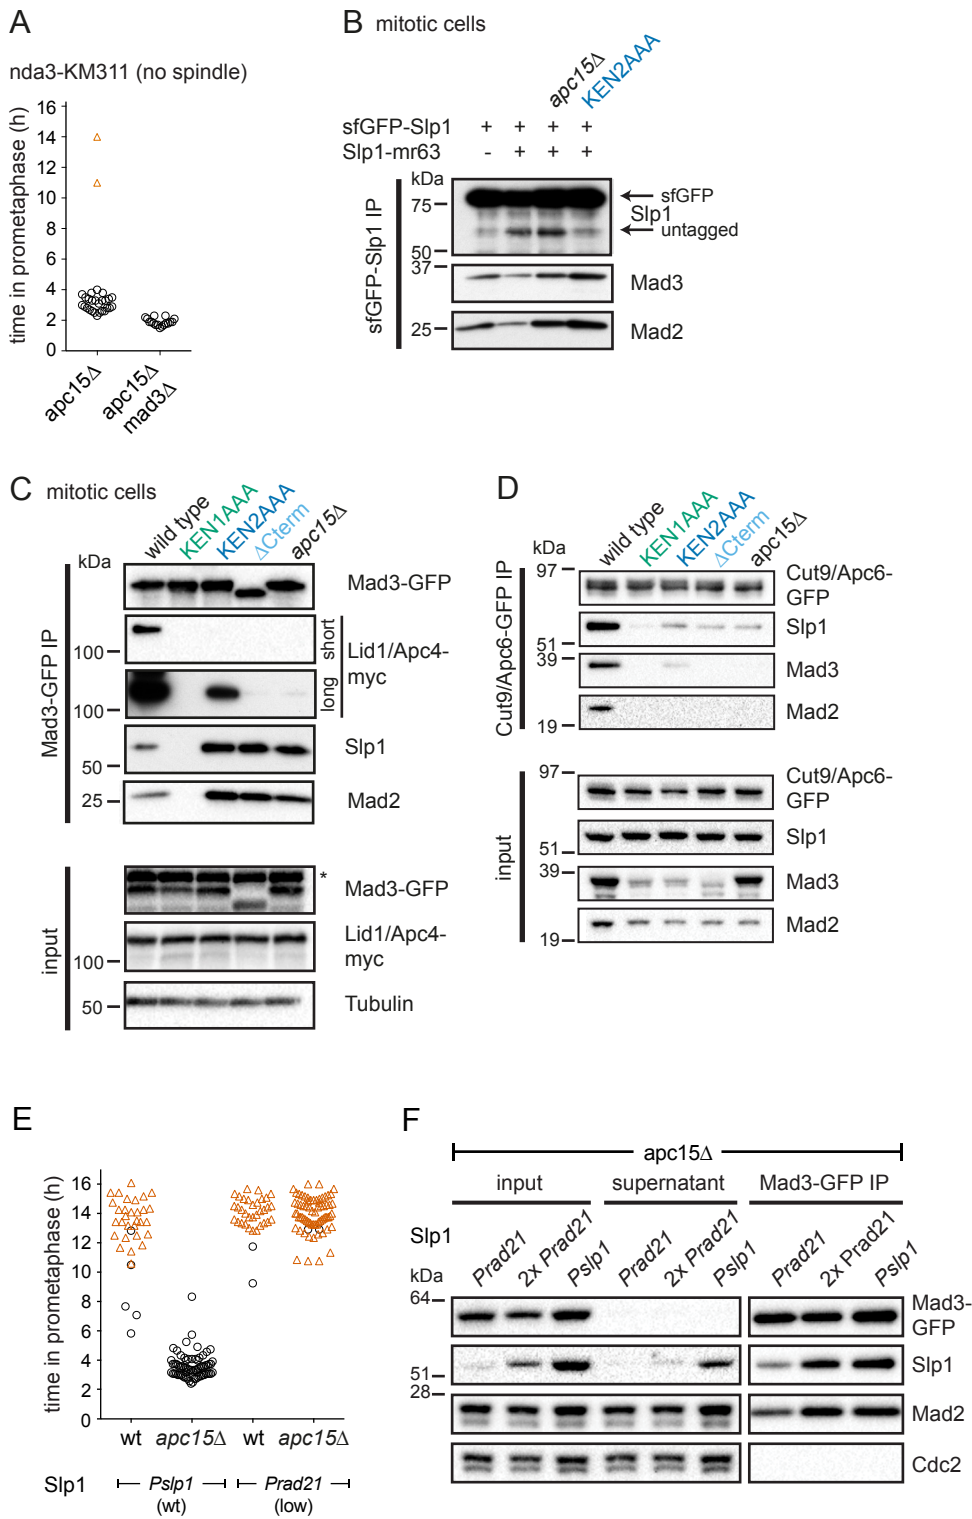 A
nda3-KM311 (no spindle)
time in prometaphase (h)
16
14
12
10
8
6
4
2
0
apc15Δ
apc15Δ
mad3Δ
B mitotic cells
apc15Δ
KEN2AAA
sfGFP-Slp1 + + + +
Slp1-mr63 - + + +
kDa
sfGFP-Slp1 IP
75
50
37
25
sfGFP
Slp1
untagged
Mad3
Mad2
C mitotic cells
wild type
KEN1AAA
KEN2AAA
ΔCterm
apc15Δ
kDa
Mad3-GFP IP
Mad3-GFP
100
short
Lid1/Apc4-
myc
long
100
Slp1
50
25
Mad2
input
*
Mad3-GFP
Lid1/Apc4-
myc
100
50
Tubulin
D
wild type
KEN1AAA
KEN2AAA
ΔCterm
apc15Δ
kDa
Cut9/Apc6-GFP IP
97
Cut9/Apc6-
GFP
Slp1
51
39
Mad3
Mad2
19
input
97
Cut9/Apc6-
GFP
Slp1
51
39
Mad3
Mad2
19
E
time in prometaphase (h)
16
14
12
10
8
6
4
2
0
wt apc15Δ wt apc15Δ
Slp1
Pslp1
(wt)
Prad21
(low)
F
apc15Δ
input supernatant Mad3-GFP IP
Slp1
Prad21
2x Prad21
Pslp1
Prad21
2x Prad21
Pslp1
Prad21
2x Prad21
Pslp1
kDa
64
Mad3-
GFP
Slp1
51
28
Mad2
Cdc2